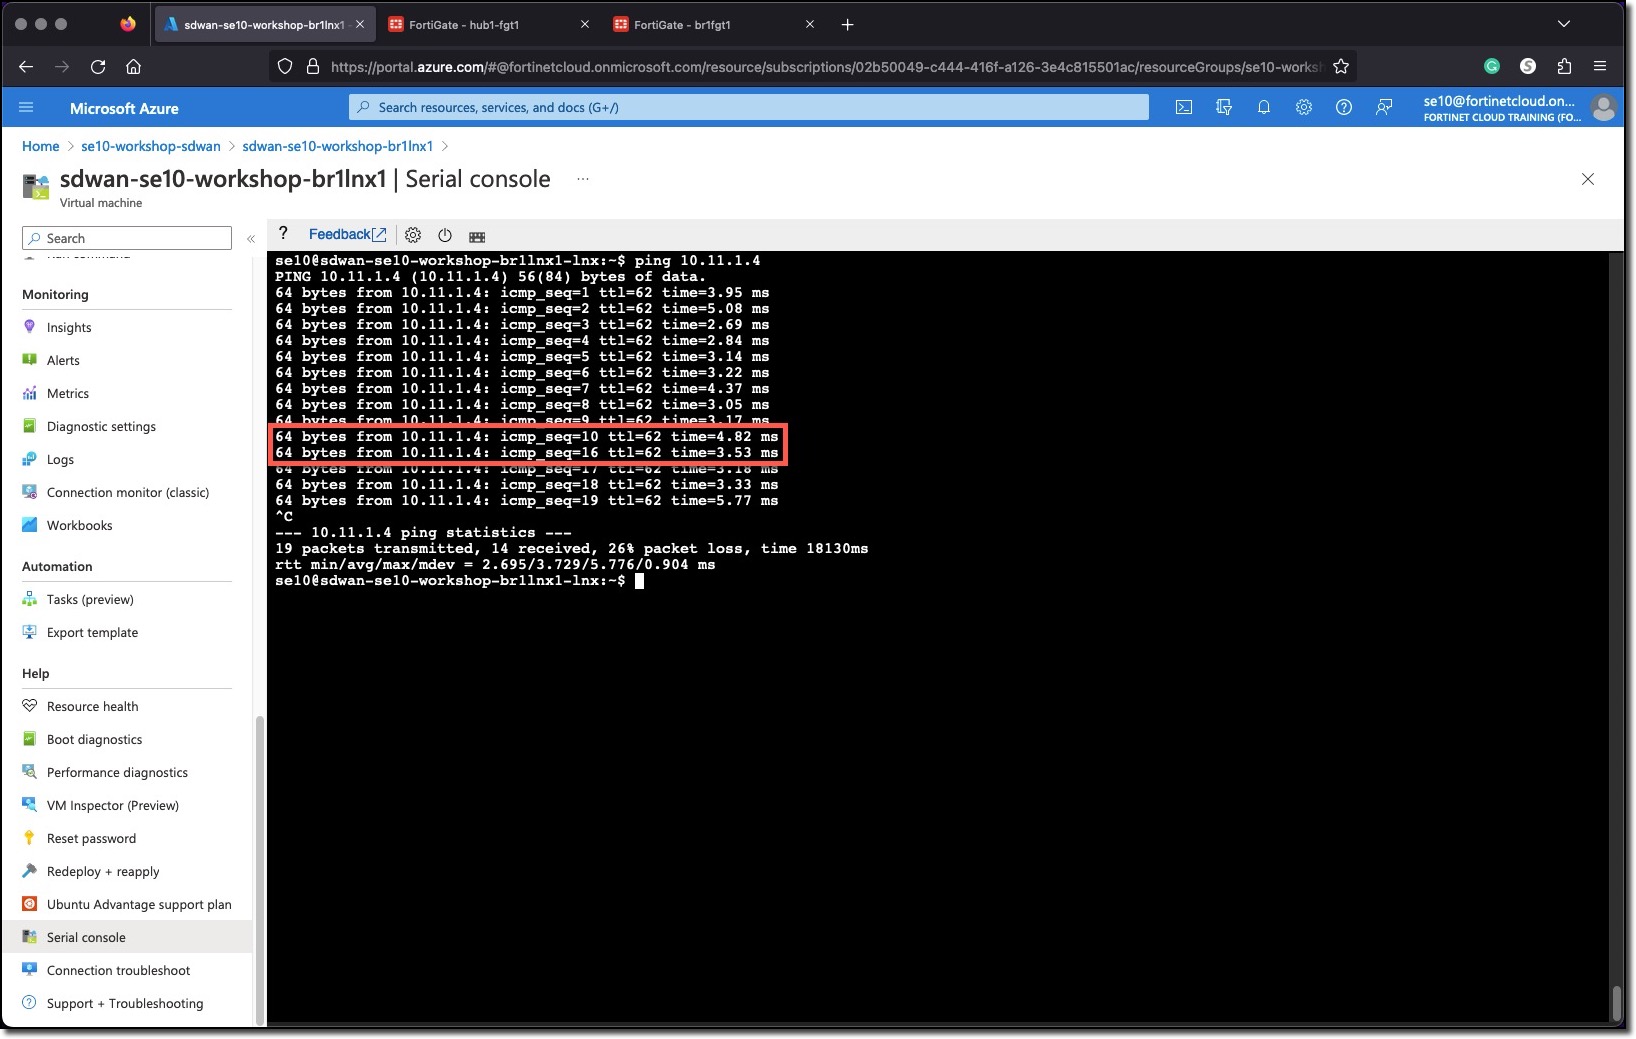 sdwan-se10-workshop-br1lnx1
FortiGate - hub1-fgt1
FortiGate - br1fgt1
https://portal.azure.com/#@fortinetcloud.onmicrosoft.com/resource/subscriptions/02b50049-c444-416f-a126-3e4c815501ac/resourceGroups/se10-worksh
Microsoft Azure
Search resources, services, and docs (G+/)
se10@fortinetcloud.on...
FORTINET CLOUD TRAINING (FO...
Home > se10-workshop-sdwan > sdwan-se10-workshop-br1lnx1 >
sdwan-se10-workshop-br1lnx1 | Serial console ...
Virtual machine
Search
«
? Feedback
Monitoring
Insights
Alerts
Metrics
Diagnostic settings
Logs
Connection monitor (classic)
Workbooks
Automation
Tasks (preview)
Export template
Help
Resource health
Boot diagnostics
Performance diagnostics
VM Inspector (Preview)
Reset password
Redeploy + reapply
Ubuntu Advantage support plan
Serial console
Connection troubleshoot
Support + Troubleshooting
se10@sdwan-se10-workshop-br1lnx1-lnx:~$ ping 10.11.1.4
PING 10.11.1.4 (10.11.1.4) 56(84) bytes of data.
64 bytes from 10.11.1.4: icmp_seq=1 ttl=62 time=3.95 ms
64 bytes from 10.11.1.4: icmp_seq=2 ttl=62 time=5.08 ms
64 bytes from 10.11.1.4: icmp_seq=3 ttl=62 time=2.69 ms
64 bytes from 10.11.1.4: icmp_seq=4 ttl=62 time=2.84 ms
64 bytes from 10.11.1.4: icmp_seq=5 ttl=62 time=3.14 ms
64 bytes from 10.11.1.4: icmp_seq=6 ttl=62 time=3.22 ms
64 bytes from 10.11.1.4: icmp_seq=7 ttl=62 time=4.37 ms
64 bytes from 10.11.1.4: icmp_seq=8 ttl=62 time=3.05 ms
64 bytes from 10.11.1.4: icmp_seq=9 ttl=62 time=3.17 ms
64 bytes from 10.11.1.4: icmp_seq=10 ttl=62 time=4.82 ms
64 bytes from 10.11.1.4: icmp_seq=16 ttl=62 time=3.53 ms
64 bytes from 10.11.1.4: icmp_seq=17 ttl=62 time=3.18 ms
64 bytes from 10.11.1.4: icmp_seq=18 ttl=62 time=3.33 ms
64 bytes from 10.11.1.4: icmp_seq=19 ttl=62 time=5.77 ms
^C
--- 10.11.1.4 ping statistics ---
19 packets transmitted, 14 received, 26% packet loss, time 18130ms
rtt min/avg/max/mdev = 2.695/3.729/5.776/0.904 ms
se10@sdwan-se10-workshop-br1lnx1-lnx:~$